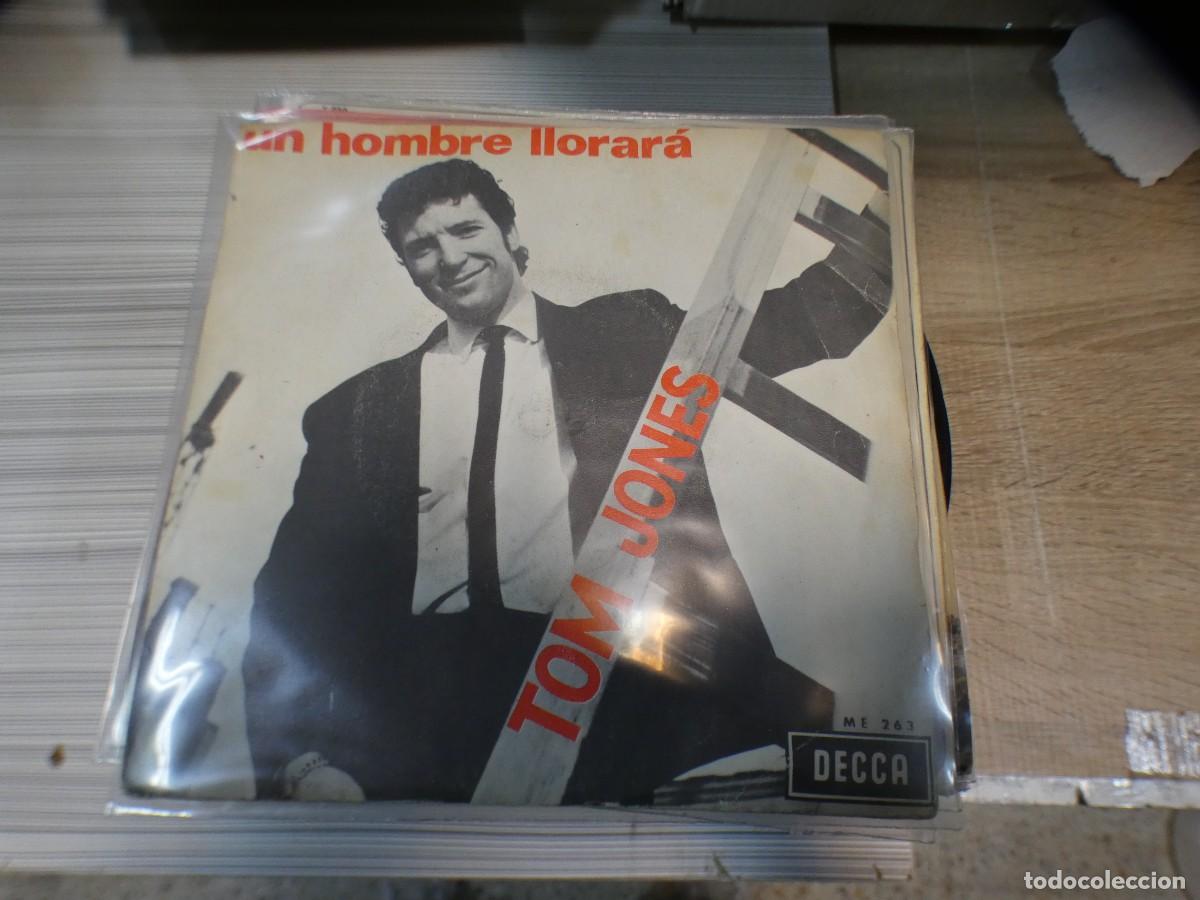 un hombre llorará
TOM JONES
ME 263
DECCA
todocoleccion